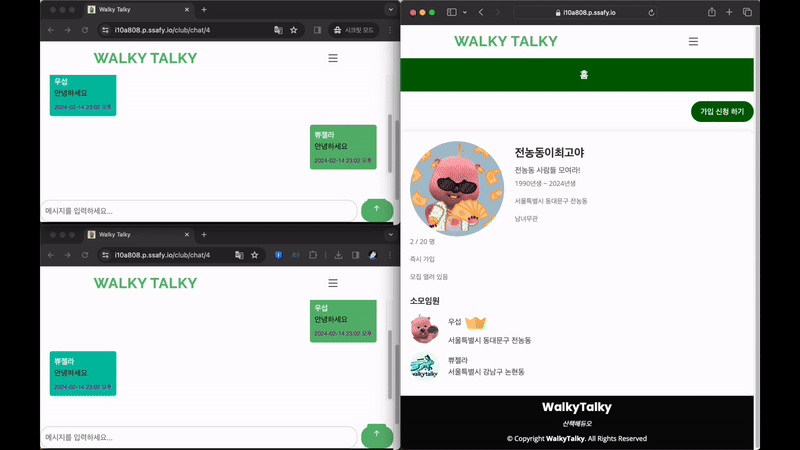 Walky Talky
i10a808.p.ssafy.io/club/chat/4
시크릿 모드
WALKY TALKY
우섭
안녕하세요
2024-02-14 23:02 오후
쀼젤라
안녕하세요
2024-02-14 23:02 오후
메시지를 입력하세요...
Walky Talky
i10a808.p.ssafy.io/club/chat/4
WALKY TALKY
우섭
안녕하세요
2024-02-14 23:02 오후
쀼젤라
안녕하세요
2024-02-14 23:02 오후
메시지를 입력하세요...
i10a808.p.ssafy.io
WALKY TALKY
홈
가입 신청 하기
전농동이최고야
전농동 사람들 모여라!
1990년생 ~ 2024년생
서울특별시 동대문구 전농동
남녀무관
2 / 20 명
즉시 가입
모집 열려 있음
소모임원
우섭
서울특별시 동대문구 전농동
쀼젤라
서울특별시 강남구 논현동
walkytalky
WalkyTalky
산책해듀오
© Copyright WalkyTalky. All Rights Reserved